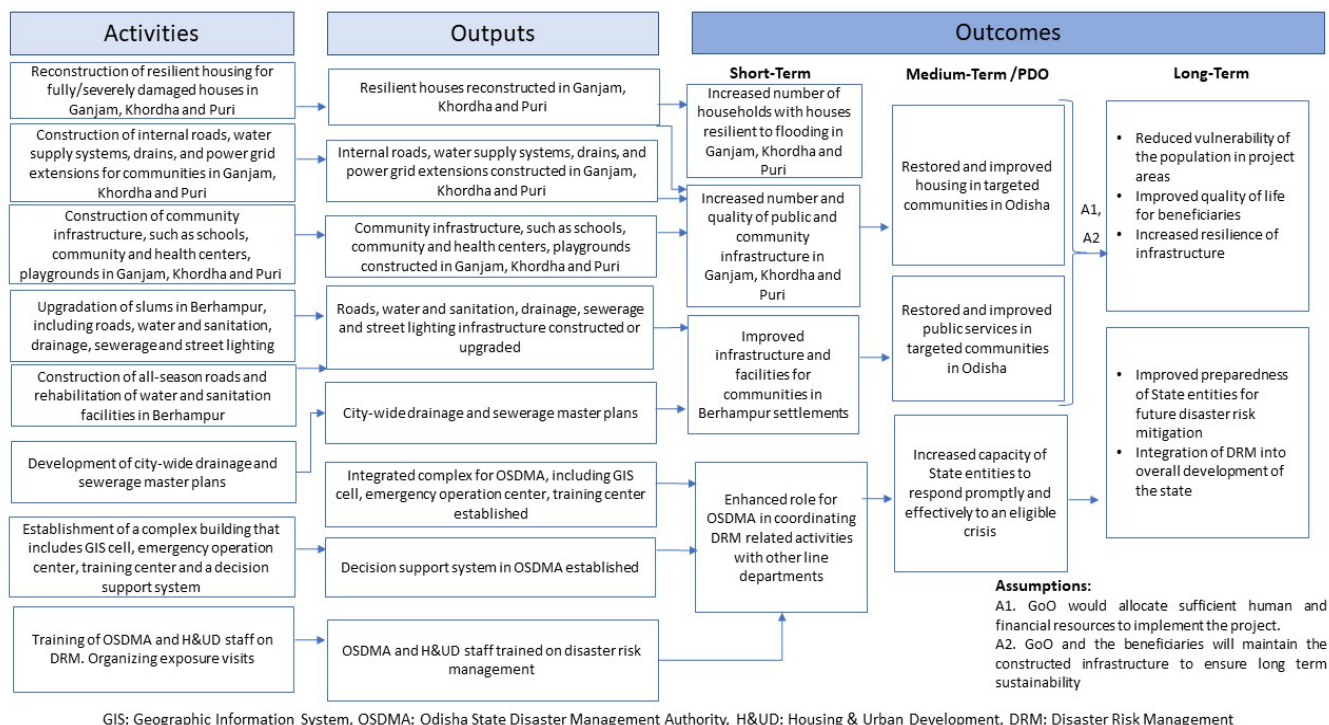 Activities
Outputs
Outcomes
Short-Term
Medium-Term /PDO
Long-Term
Reconstruction of resilient housing for
fully/severely damaged houses in
Ganjam, Khordha and Puri
Construction of internal roads, water
supply systems, drains, and power grid
extensions for communities in Ganjam,
Khordha and Puri
Construction of community
infrastructure, such as schools,
community and health centers,
playgrounds in Ganjam, Khordha and Puri
Upgradation of slums in Berhampur,
including roads, water and sanitation,
drainage, sewerage and street lighting
Construction of all-season roads and
rehabilitation of water and sanitation
facilities in Berhampur
Development of city-wide drainage and
sewerage master plans
Establishment of a complex building that
includes GIS cell, emergency operation
center, training center and a decision
support system
Training of OSDMA and H&UD staff on
DRM. Organizing exposure visits
Resilient houses reconstructed in Ganjam,
Khordha and Puri
Internal roads, water supply systems, drains, and
power grid extensions constructed in Ganjam,
Khordha and Puri
Community infrastructure, such as schools,
community and health centers, playgrounds
constructed in Ganjam, Khordha and Puri
Roads, water and sanitation, drainage, sewerage
and street lighting infrastructure constructed or
upgraded
City-wide drainage and sewerage master plans
Integrated complex for OSDMA, including GIS
cell, emergency operation center, training center
established
Decision support system in OSDMA established
OSDMA and H&UD staff trained on disaster risk
management
Increased number of
households with houses
resilient to flooding in
Ganjam, Khordha and
Puri
Increased number and
quality of public and
community
infrastructure in
Ganjam, Khordha and
Puri
Improved
infrastructure and
facilities for
communities in
Berhampur settlements
Enhanced role for
OSDMA in coordinating
DRM related activities
with other line
departments
Restored and improved
housing in targeted
communities in Odisha
Restored and improved
public services in
targeted communities
in Odisha
Increased capacity of
State entities to
respond promptly and
effectively to an eligible
crisis
A1,
A2
• Reduced vulnerability of
the population in project
areas
• Improved quality of life
for beneficiaries
• Increased resilience of
infrastructure
• Improved preparedness
of State entities for
future disaster risk
mitigation
• Integration of DRM into
overall development of
the state
Assumptions:
A1. GoO would allocate sufficient human and
financial resources to implement the project.
A2. GoO and the beneficiaries will maintain the
constructed infrastructure to ensure long term
sustainability
GIS: Geographic Information System, OSDMA: Odisha State Disaster Management Authority, H&UD: Housing & Urban Development, DRM: Disaster Risk Management